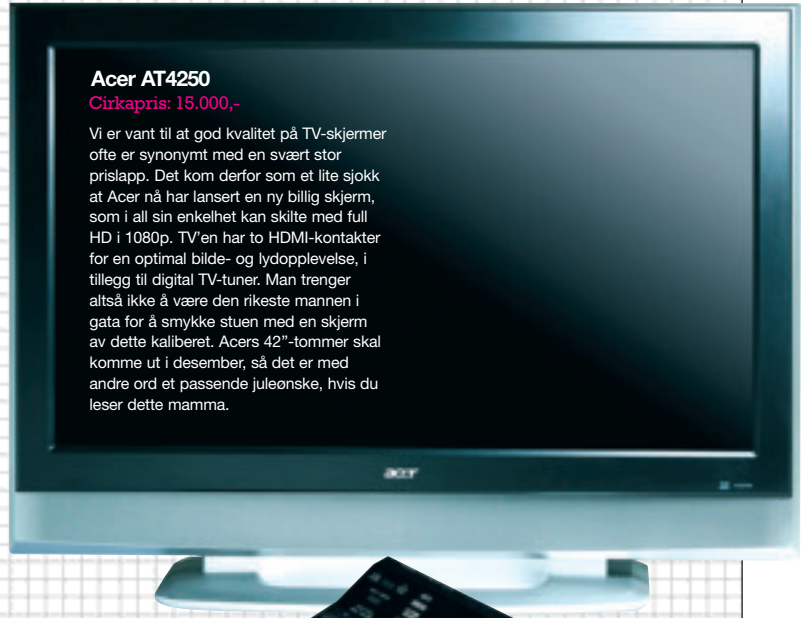 Acer AT4250
Cirkapris: 15.000,-
Vi er vant til at god kvalitet på TV-skjermer
ofte er synonymt med en svært stor
prislapp. Det kom derfor som et lite sjokk
at Acer nå har lansert en ny billig skjerm,
som i all sin enkelhet kan skilte med full
HD i 1080p. TV’en har to HDMI-kontakter
for en optimal bilde- og lydopplevelse, i
tillegg til digital TV-tuner. Man trenger
altså ikke å være den rikeste mannen i
gata for å smykke stuen med en skjerm
av dette kaliberet. Acers 42”-tommer skal
komme ut i desember, så det er med
andre ord et passende juleønske, hvis du
leser dette mamma.
acer